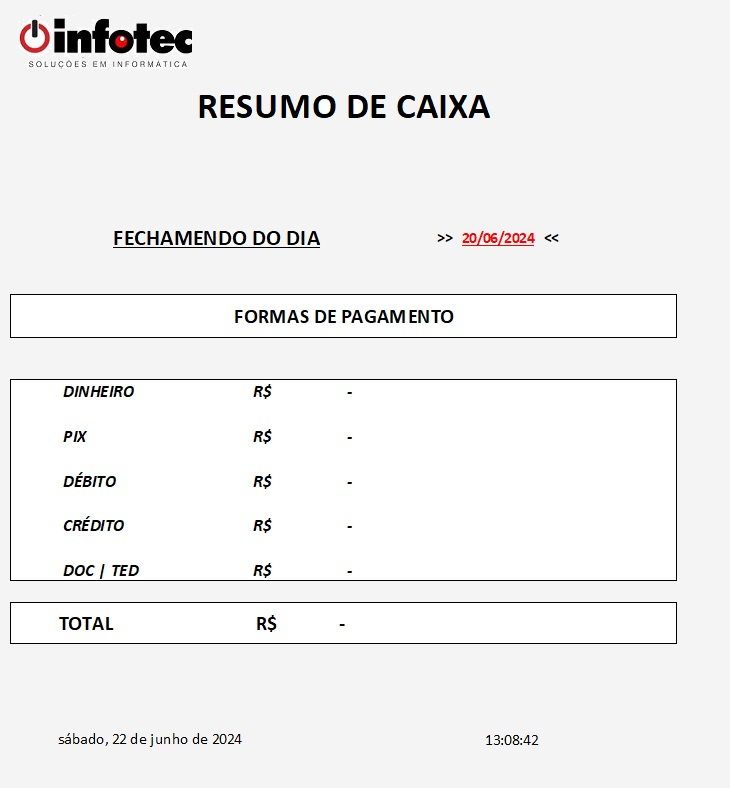 infotec
SOLUÇÕES EM INFORMÁTICA
RESUMO DE CAIXA
FECHAMENDO DO DIA >> 20/06/2024 <<
FORMAS DE PAGAMENTO
DINHEIRO R$ -
PIX R$ -
DÉBITO R$ -
CRÉDITO R$ -
DOC | TED R$ -
TOTAL R$ -
sábado, 22 de junho de 2024 13:08:42